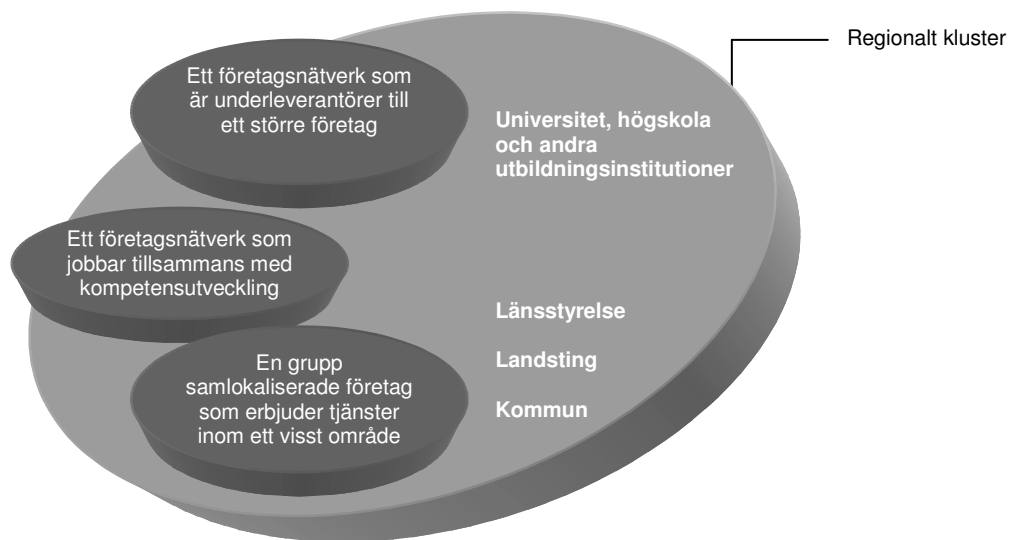 Regionalt kluster
Ett företagsnätverk som
är underleverantörer till
ett större företag
Universitet, högskola
och andra
utbildningsinstitutioner
Ett företagsnätverk som
jobbar tillsammans med
kompetensutveckling
Länsstyrelse
Landsting
Kommun
En grupp
samlokaliserade företag
som erbjuder tjänster
inom ett visst område